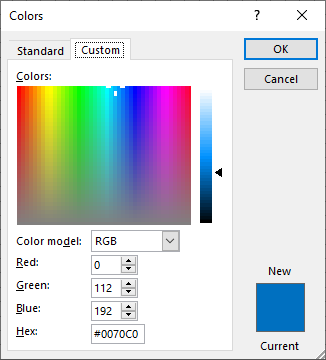 Colors
? ×
Standard Custom
OK
Colors:
Cancel
Color model: RGB
Red: 0
Green: 112
Blue: 192
Hex: #0070C0
New
Current